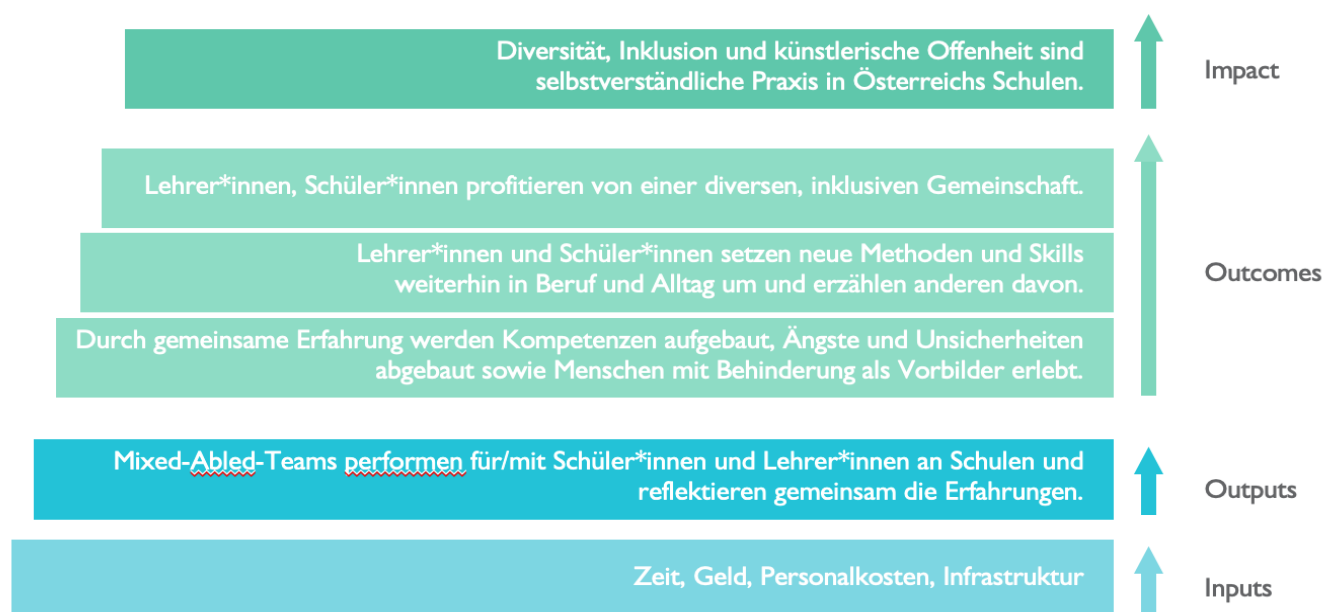 Diversität, Inklusion und künstlerische Offenheit sind
selbstverständliche Praxis in Österreichs Schulen.
Impact
Lehrer*innen, Schüler*innen profitieren von einer diversen, inklusiven Gemeinschaft.
Lehrer*innen und Schüler*innen setzen neue Methoden und Skills
weiterhin in Beruf und Alltag um und erzählen anderen davon.
Outcomes
Durch gemeinsame Erfahrung werden Kompetenzen aufgebaut, Ängste und Unsicherheiten
abgebaut sowie Menschen mit Behinderung als Vorbilder erlebt.
Mixed-Abled-Teams performen für/mit Schüler*innen und Lehrer*innen an Schulen und
reflektieren gemeinsam die Erfahrungen.
Outputs
Zeit, Geld, Personalkosten, Infrastruktur
Inputs